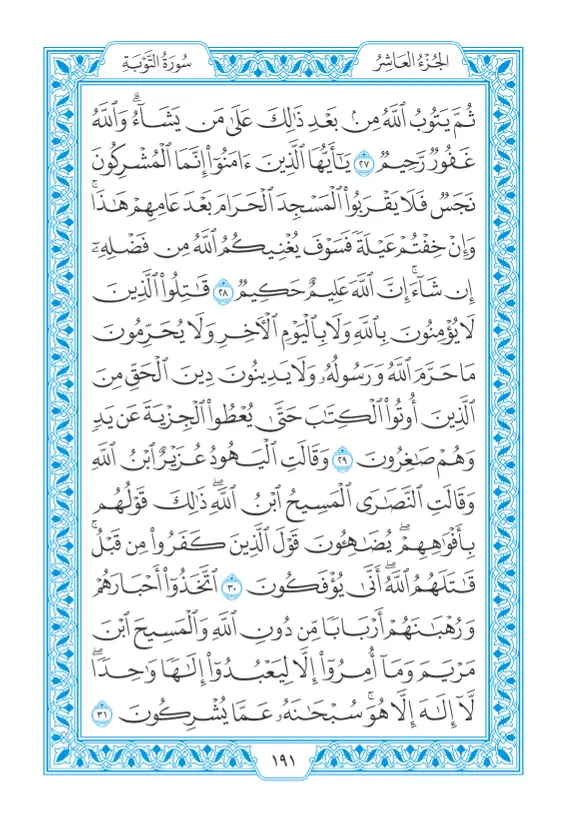 الجُزْءُ العَاشِرُ
سُورَةُ التَّوْبَةِ
ثُمَّ يَتُوبُ ٱللَّهُ مِنۢ بَعْدِ ذَٰلِكَ عَلَىٰ مَن يَشَآءُۗ وَٱللَّهُ
غَفُورٌ رَّحِيمٌ ٢٧ يَٰٓأَيُّهَا ٱلَّذِينَ ءَامَنُوٓا۟ إِنَّمَا ٱلْمُشْرِكُونَ
نَجَسٌ فَلَا يَقْرَبُوا۟ ٱلْمَسْجِدَ ٱلْحَرَامَ بَعْدَ عَامِهِمْ هَٰذَاۚ
وَإِنْ خِفْتُمْ عَيْلَةً فَسَوْفَ يُغْنِيكُمُ ٱللَّهُ مِن فَضْلِهِۦٓ
إِن شَآءَۚ إِنَّ ٱللَّهَ عَلِيمٌ حَكِيمٌ ٢٨ قَٰتِلُوا۟ ٱلَّذِينَ
لَا يُؤْمِنُونَ بِٱللَّهِ وَلَا بِٱلْيَوْمِ ٱلْأَخِرِ وَلَا يُحَرِّمُونَ
مَا حَرَّمَ ٱللَّهُ وَرَسُولُهُۥ وَلَا يَدِينُونَ دِينَ ٱلْحَقِّ مِنَ
ٱلَّذِينَ أُوتُوا۟ ٱلْكِتَٰبَ حَتَّىٰ يُعْطُوا۟ ٱلْجِزْيَةَ عَن يَدٍ
وَهُمْ صَٰغِرُونَ ٢٩ وَقَالَتِ ٱلْيَهُودُ عُزَيْرٌ ٱبْنُ ٱللَّهِ
وَقَالَتِ ٱلنَّصَٰرَى ٱلْمَسِيحُ ٱبْنُ ٱللَّهِۖ ذَٰلِكَ قَوْلُهُم
بِأَفْوَٰهِهِمْۖ يُضَٰهِـُٔونَ قَوْلَ ٱلَّذِينَ كَفَرُوا۟ مِن قَبْلُۚ
قَٰتَلَهُمُ ٱللَّهُۖ أَنَّىٰ يُؤْفَكُونَ ٣٠ ٱتَّخَذُوٓا۟ أَحْبَارَهُمْ
وَرُهْبَٰنَهُمْ أَرْبَابًا مِّن دُونِ ٱللَّهِ وَٱلْمَسِيحَ ٱبْنَ
مَرْيَمَ وَمَآ أُمِرُوٓا۟ إِلَّا لِيَعْبُدُوٓا۟ إِلَٰهًا وَٰحِدًاۖ
لَّآ إِلَٰهَ إِلَّا هُوَۚ سُبْحَٰنَهُۥ عَمَّا يُشْرِكُونَ ٣١
١٩١